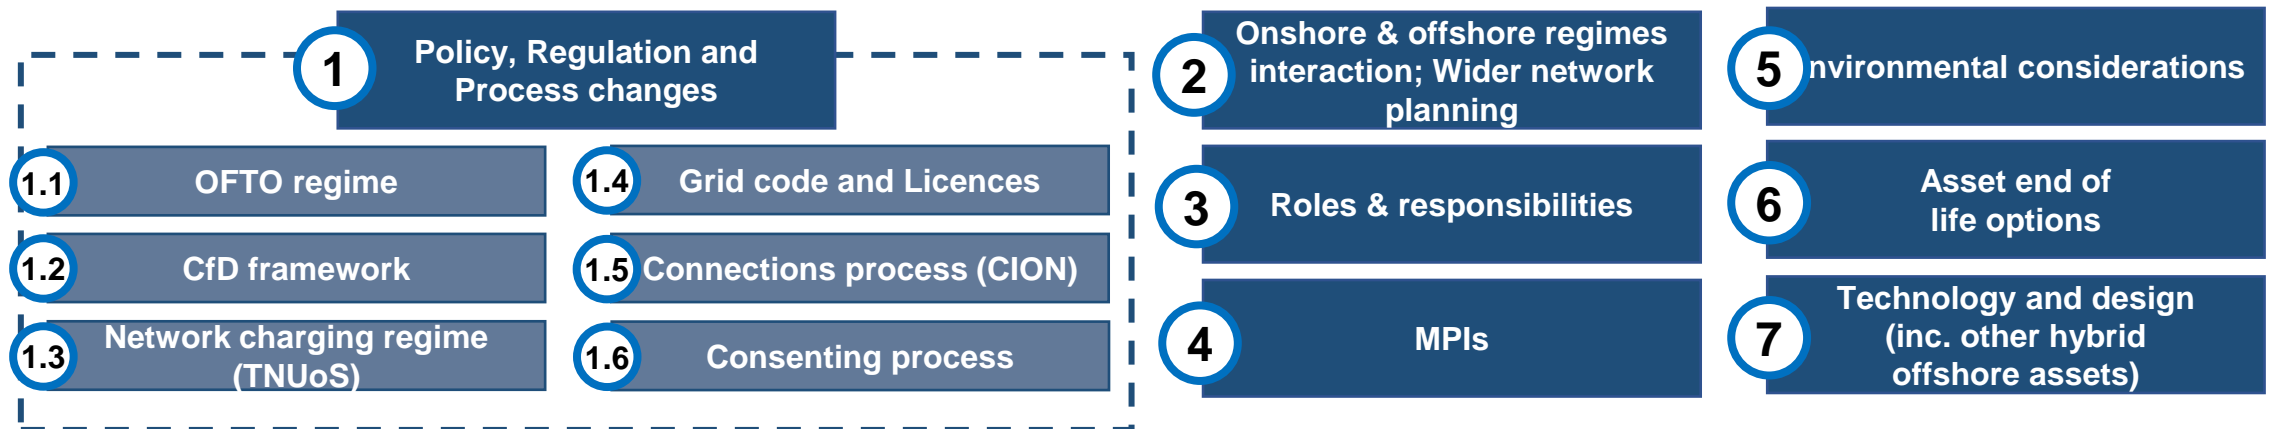 1
Policy, Regulation and
Process changes
1.1
OFTO regime
1.2
CfD framework
1.3
Network charging regime
(TNUoS)
1.4
Grid code and Licences
1.5
Connections process (CION)
1.6
Consenting process
2
Onshore & offshore regimes
interaction; Wider network
planning
3
Roles & responsibilities
4
MPIs
5
nvironmental considerations
6
Asset end of
life options
7
Technology and design
(inc. other hybrid
offshore assets)